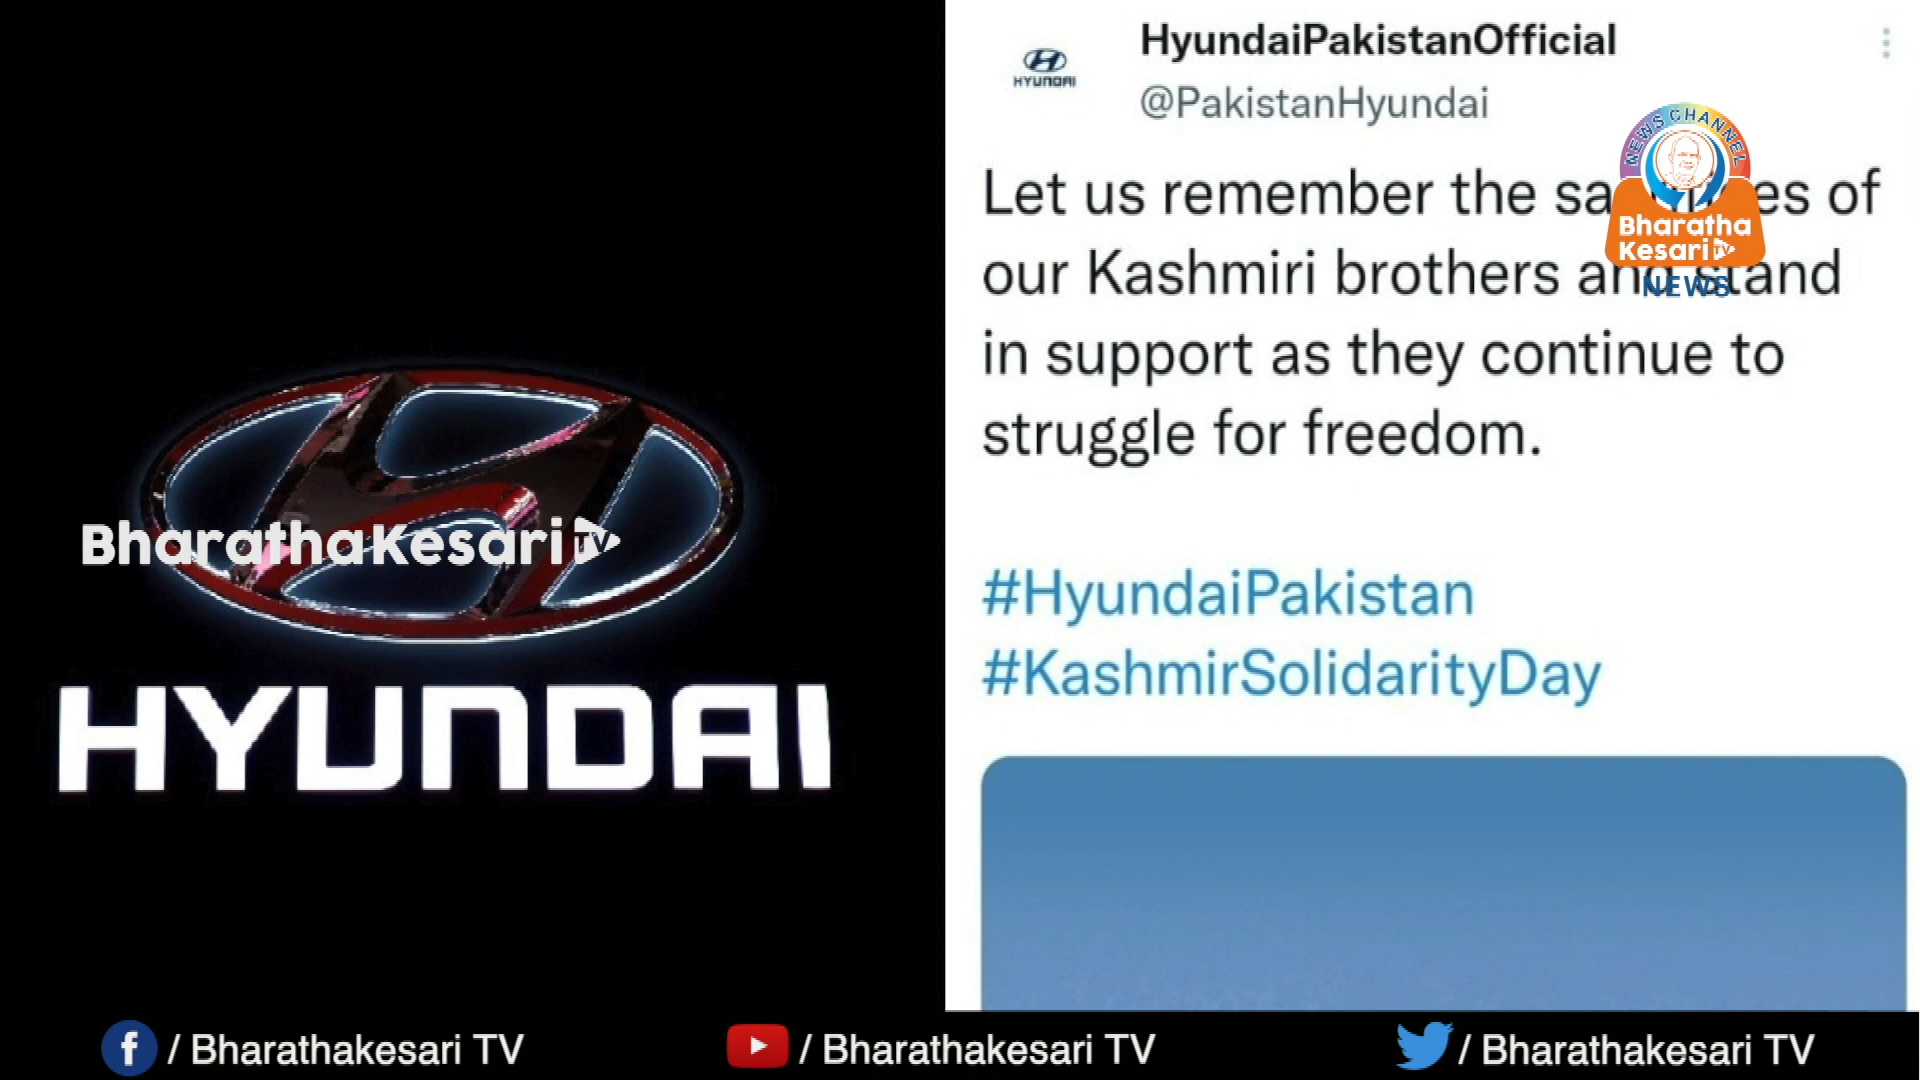 HyundaiPakistanOfficial
@PakistanHyundai
HYUNDAI
NEWS CHANNEL
Bharatha
Kesari TV
NEWS
Let us remember the of
our Kashmiri brothers and stand
in support as they continue to
struggle for freedom.
#HyundaiPakistan
#KashmirSolidarityDay
BharathaKesari TV
HYUNDAI
/ Bharathakesari TV
/ Bharathakesari TV
/ Bharathakesari TV